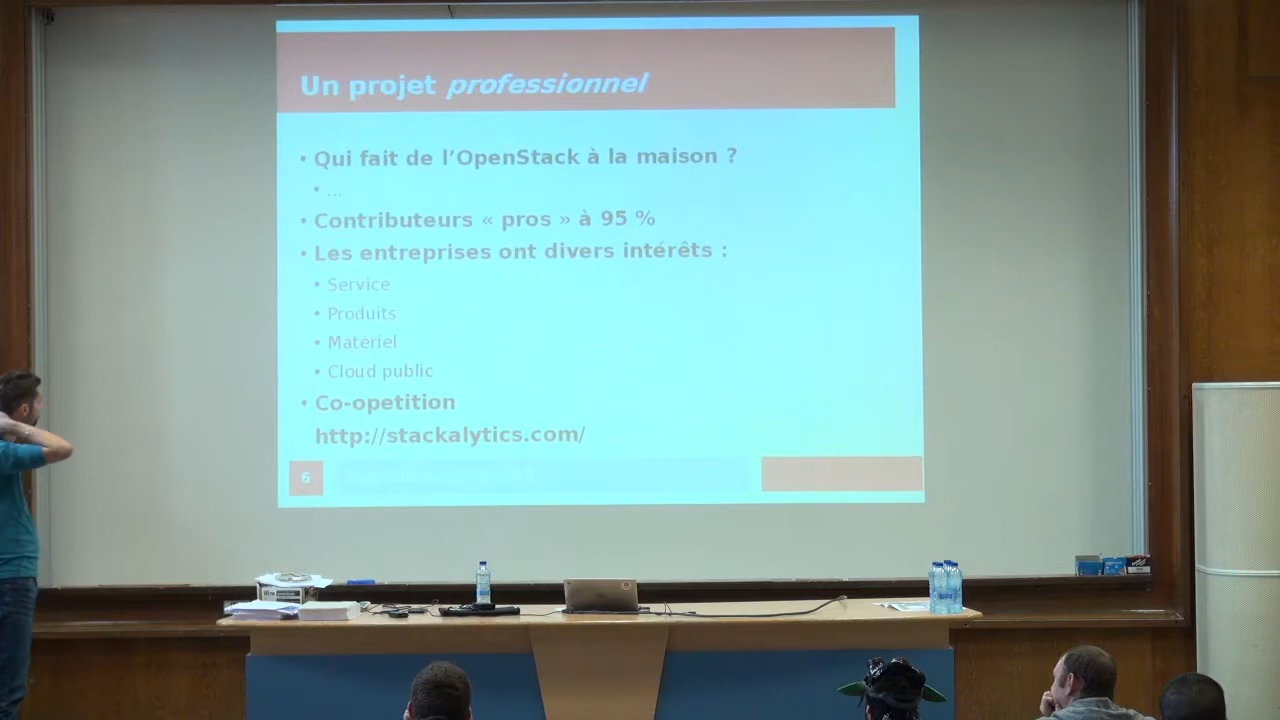 Un projet professionnel
• Qui fait de l’OpenStack à la maison ?
• ...
• Contributeurs « pros » à 95 %
• Les entreprises ont divers intérêts :
• Service
• Produits
• Matériel
• Cloud public
• Co-opetition
http://stackalytics.com/
6